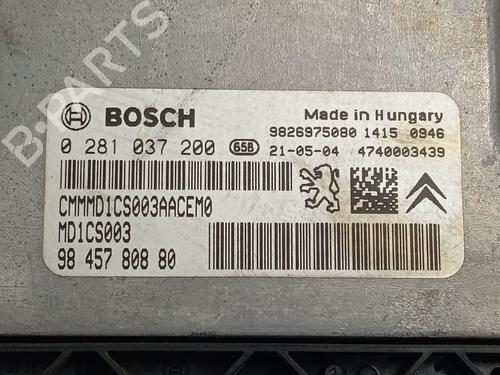 BOSCH
Made in Hungary
9826975080 1415 0946
0 281 037 200 658 21-05-04 4740003439
CMMMD1CS003AACEM0
MD1CS003
98 457 808 80
B-PARTS